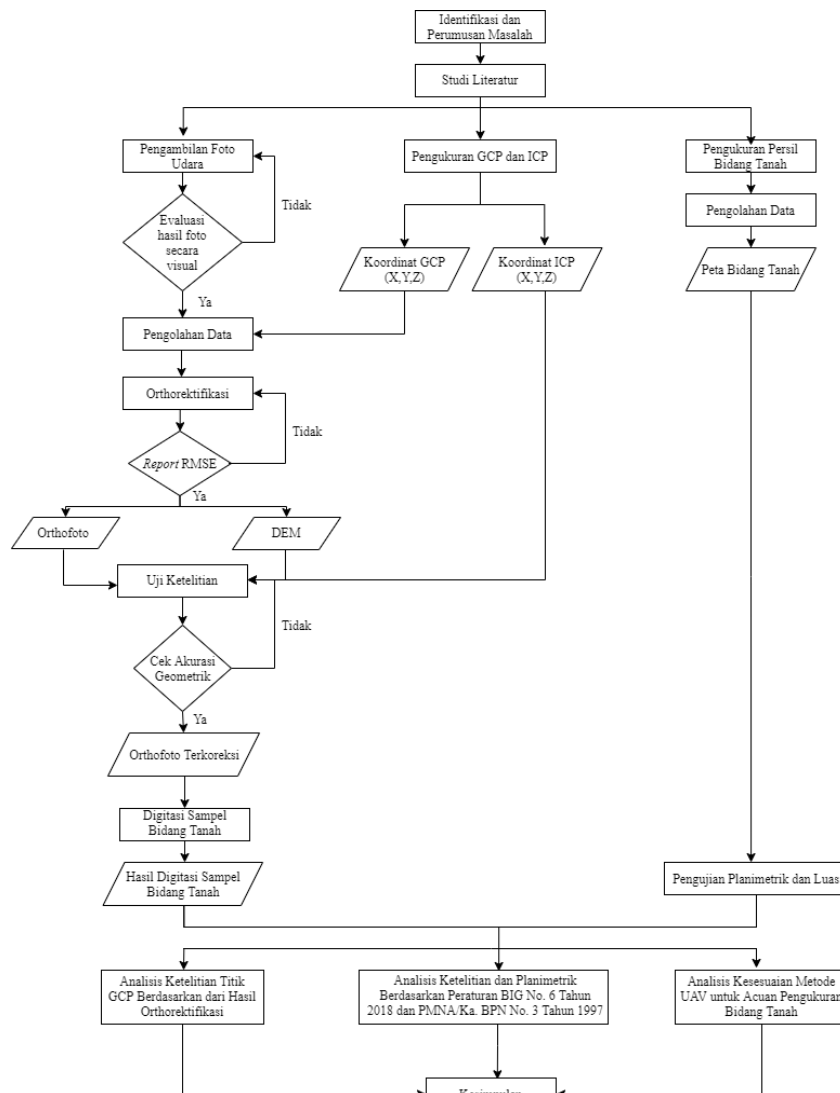 Identifikasi dan
Perumusan Masalah
Studi Literatur
Pengambilan Foto
Udara
Pengukuran GCP dan ICP
Pengukuran Persil
Bidang Tanah
Tidak
Evaluasi
hasil foto
secara
visual
Pengolahan Data
Koordinat GCP
(X,Y,Z)
Koordinat ICP
(X,Y,Z)
Peta Bidang Tanah
Ya
Pengolahan Data
Orthorektifikasi
Tidak
Report RMSE
Ya
Orthofoto
DEM
Uji Ketelitian
Tidak
Cek Akurasi
Geometrik
Ya
Orthofoto Terkoreksi
Digitasi Sampel
Bidang Tanah
Hasil Digitasi Sampel
Bidang Tanah
Pengujian Planimetrik dan Luas
Analisis Ketelitian Titik
GCP Berdasarkan dari Hasil
Orthorektifikasi
Analisis Ketelitian dan Planimetrik
Berdasarkan Peraturan BIG No. 6 Tahun
2018 dan PMNA/Ka. BPN No. 3 Tahun 1997
Analisis Kesesuaian Metode
UAV untuk Acuan Pengukuran
Bidang Tanah